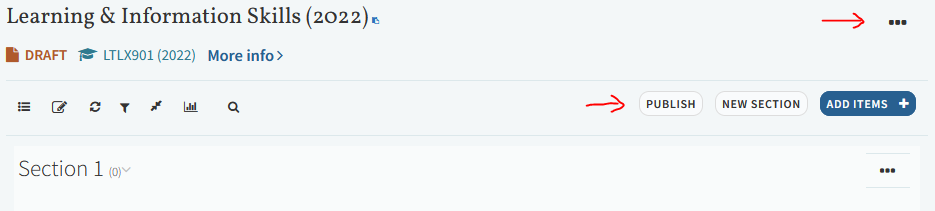 Learning & Information Skills (2022)
DRAFT LTLX901 (2022) More info >
PUBLISH NEW SECTION ADD ITEMS +
Section 1 (0)